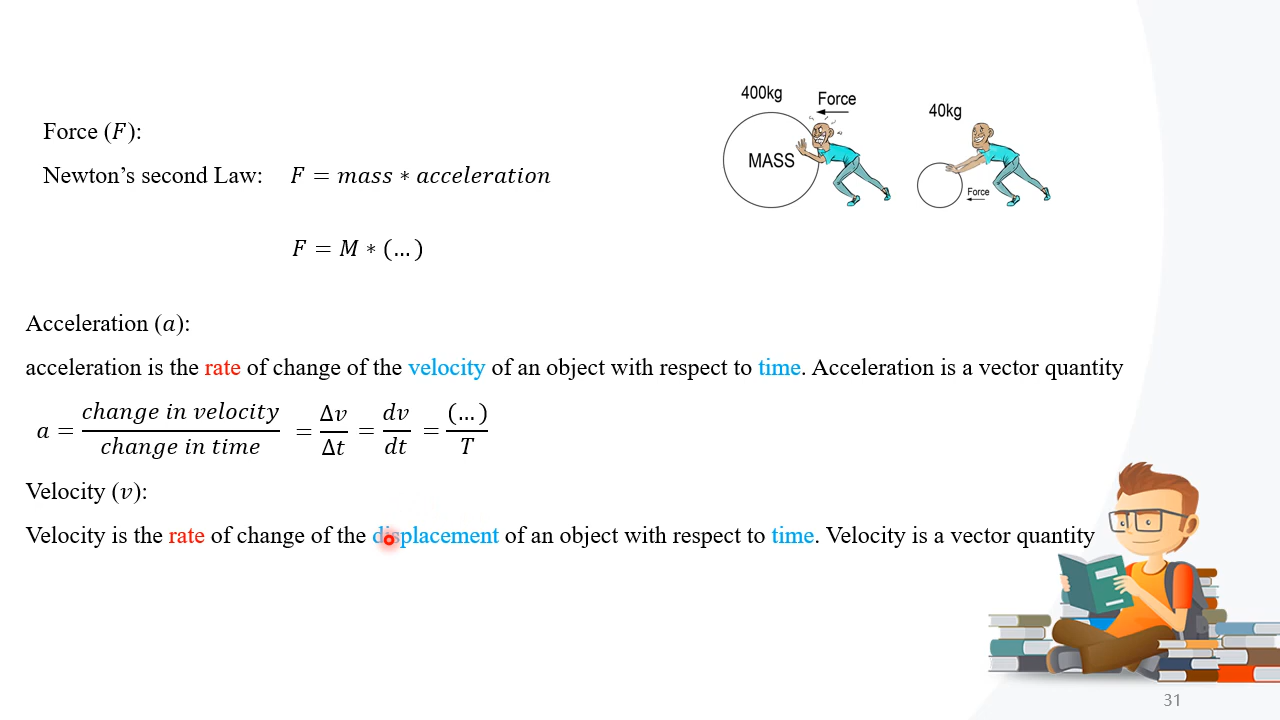 400kg
Force
40kg
Force (𝐹):
MASS
Newton’s second Law: 𝐹 = 𝑚𝑎𝑠𝑠 ∗ 𝑎𝑐𝑐𝑒𝑙𝑒𝑟𝑎𝑡𝑖𝑜𝑛
Force
𝐹 = 𝑀 ∗ (…)
Acceleration (𝑎):
acceleration is the rate of change of the velocity of an object with respect to time. Acceleration is a vector quantity
𝑎 = 𝑐ℎ𝑎𝑛𝑔𝑒 𝑖𝑛 𝑣𝑒𝑙𝑜𝑐𝑖𝑡𝑦 / 𝑐ℎ𝑎𝑛𝑔𝑒 𝑖𝑛 𝑡𝑖𝑚𝑒 = Δ𝑣 / Δ𝑡 = 𝑑𝑣 / 𝑑𝑡 = (…) / 𝑇
Velocity (𝑣):
Velocity is the rate of change of the displacement of an object with respect to time. Velocity is a vector quantity
31